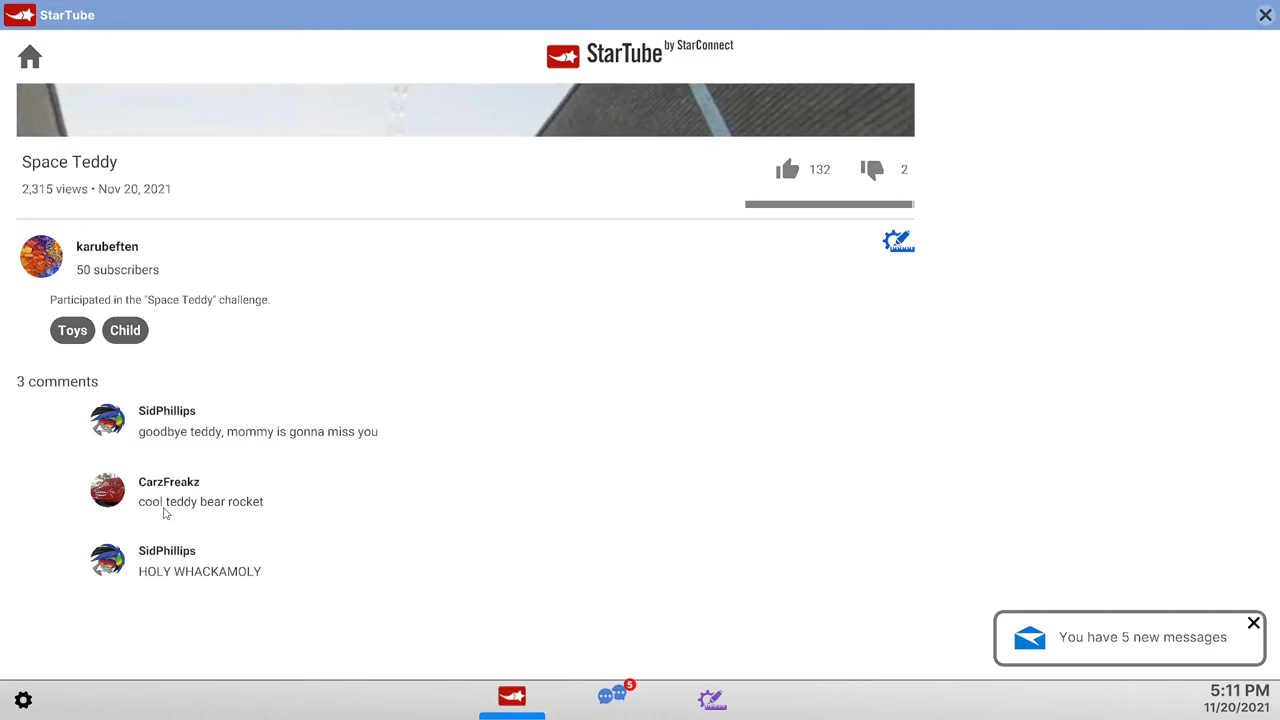 StarTube
StarTube by StarConnect
Space Teddy
132
2
2,315 views • Nov 20, 2021
karubeften
50 subscribers
Participated in the "Space Teddy" challenge.
Toys Child
3 comments
SidPhillips
goodbye teddy, mommy is gonna miss you
CarzFreakz
cool teddy bear rocket
SidPhillips
HOLY WHACKAMOLY
You have 5 new messages
5
5:11 PM
11/20/2021